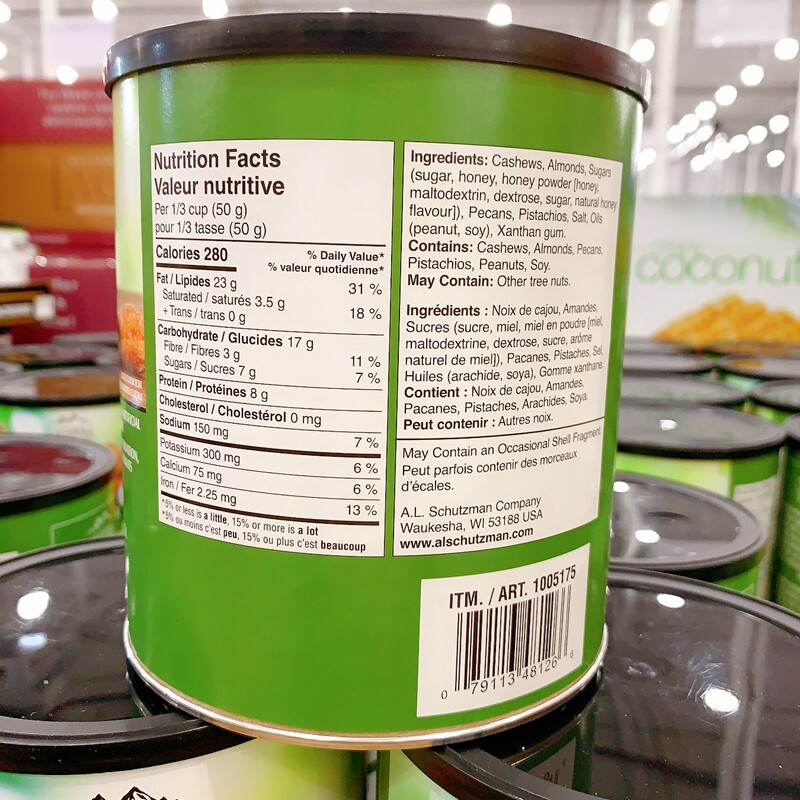 Nutrition Facts
Valeur nutritive
Per 1/3 cup (50 g)
pour 1/3 tasse (50 g)
Calories 280
% Daily Value*
% valeur quotidienne*
Fat / Lipides 23 g 31 %
Saturated / saturés 3.5 g
+ Trans / trans 0 g 18 %
Carbohydrate / Glucides 17 g
Fibre / Fibres 3 g 11 %
Sugars / Sucres 7 g 7 %
Protein / Protéines 8 g
Cholesterol / Cholestérol 0 mg
Sodium 150 mg 7 %
Potassium 300 mg 6 %
Calcium 75 mg 6 %
Iron / Fer 2.25 mg 13 %
*5% or less is a little, 15% or more is a lot
*5% ou moins c'est peu, 15% ou plus c'est beaucoup
Ingredients: Cashews, Almonds, Sugars
(sugar, honey, honey powder [honey,
maltodextrin, dextrose, sugar, natural honey
flavour]), Pecans, Pistachios, Salt, Oils
(peanut, soy), Xanthan gum.
Contains: Cashews, Almonds, Pecans,
Pistachios, Peanuts, Soy.
May Contain: Other tree nuts.
Ingrédients : Noix de cajou, Amandes,
Sucres (sucre, miel, miel en poudre [miel,
maltodextrine, dextrose, sucre, arôme
naturel de miel]), Pacanes, Pistaches, Sel,
Huiles (arachide, soya), Gomme xanthane.
Contient : Noix de cajou, Amandes,
Pacanes, Pistaches, Arachides, Soya.
Peut contenir : Autres noix.
May Contain an Occasional Shell Fragment
Peut parfois contenir des morceaux
d'écales.
A.L. Schutzman Company
Waukesha, WI 53188 USA
www.alschutzman.com
ITM. / ART. 1005175
0 79113 48126 6
coconut